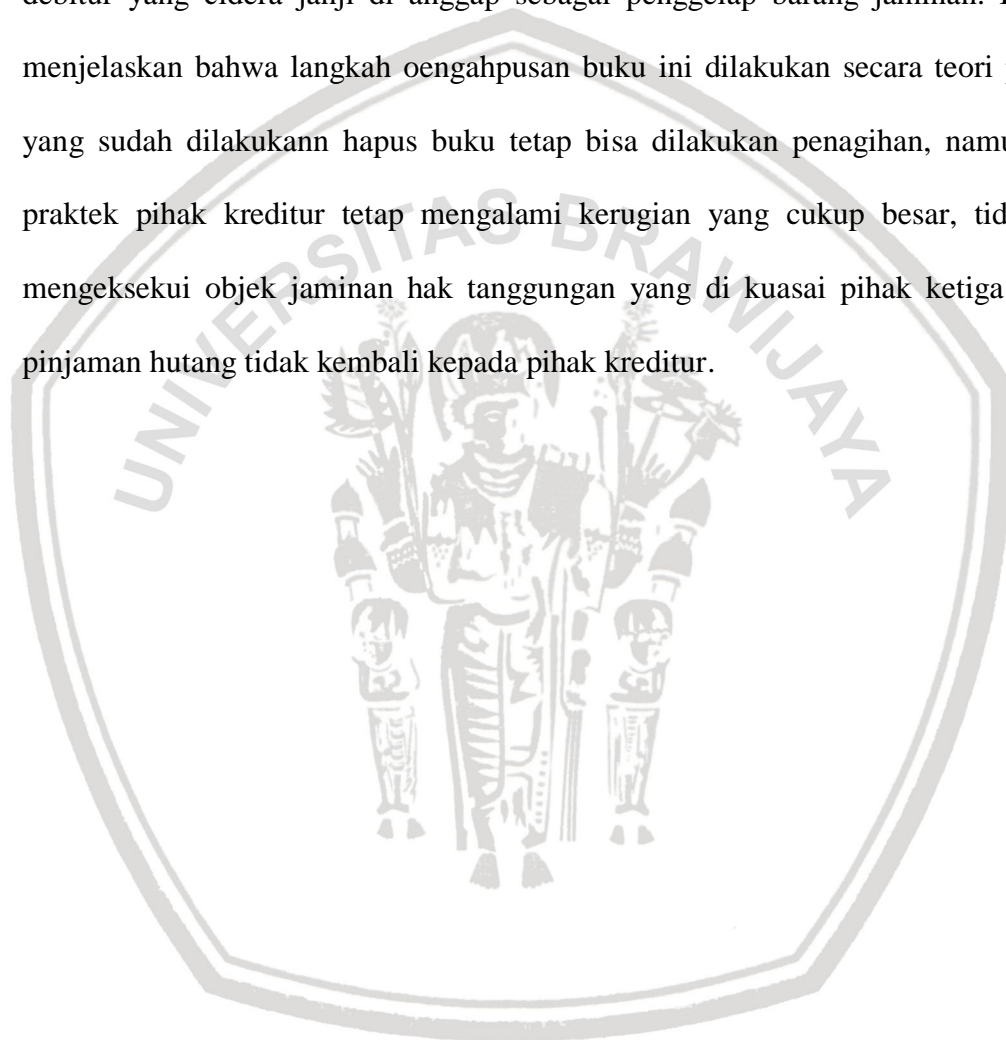 debitur yang cidera janji di anggap sebagai penggelap barang jaminan.
menjelaskan bahwa langkah oengahpusan buku ini dilakukan secara teori
yang sudah dilakukann hapus buku tetap bisa dilakukan penagihan,
praktek pihak kreditur tetap mengalami kerugian yang cukup besar,
mengeksekui objek jaminan hak tanggungan yang di kuasai pihak ketiga
pinjaman hutang tidak kembali kepada pihak kreditur.
UNIVERSITAS BRAWIJAYA